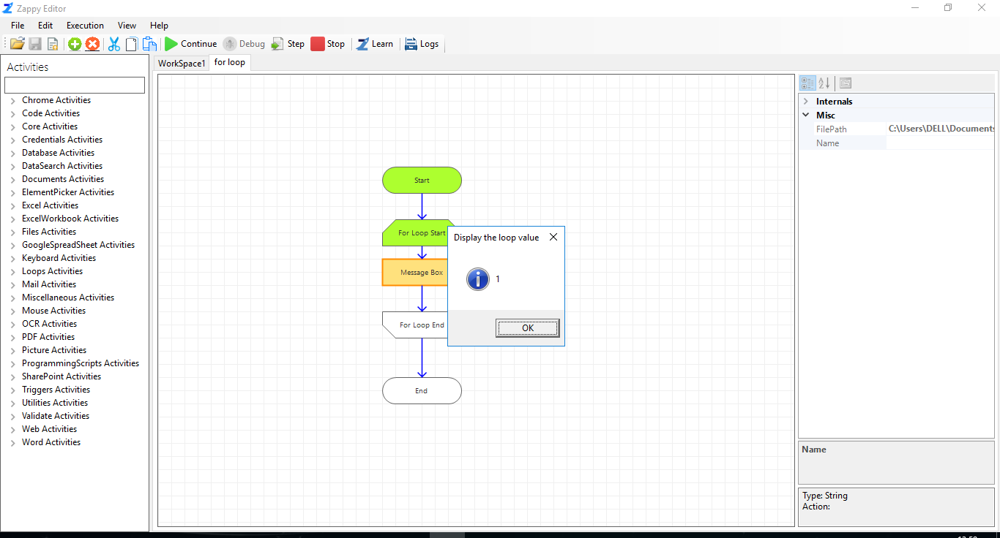 Zappy Editor
File Edit Execution View Help
Continue Debug Step Stop Learn Logs
Activities
WorkSpace1 for loop
Chrome Activities
Code Activities
Core Activities
Credentials Activities
Database Activities
DataSearch Activities
Documents Activities
ElementPicker Activities
Excel Activities
ExcelWorkbook Activities
Files Activities
GoogleSpreadSheet Activities
Keyboard Activities
Loops Activities
Mail Activities
Miscellaneous Activities
Mouse Activities
OCR Activities
PDF Activities
Picture Activities
ProgrammingScripts Activities
SharePoint Activities
Triggers Activities
Utilities Activities
Validate Activities
Web Activities
Word Activities
Start
For Loop Start
Message Box
For Loop End
End
Display the loop value
1
OK
Internals
Misc
FilePath C:\Users\DELL\Documents
Name
Name
Type: String
Action: